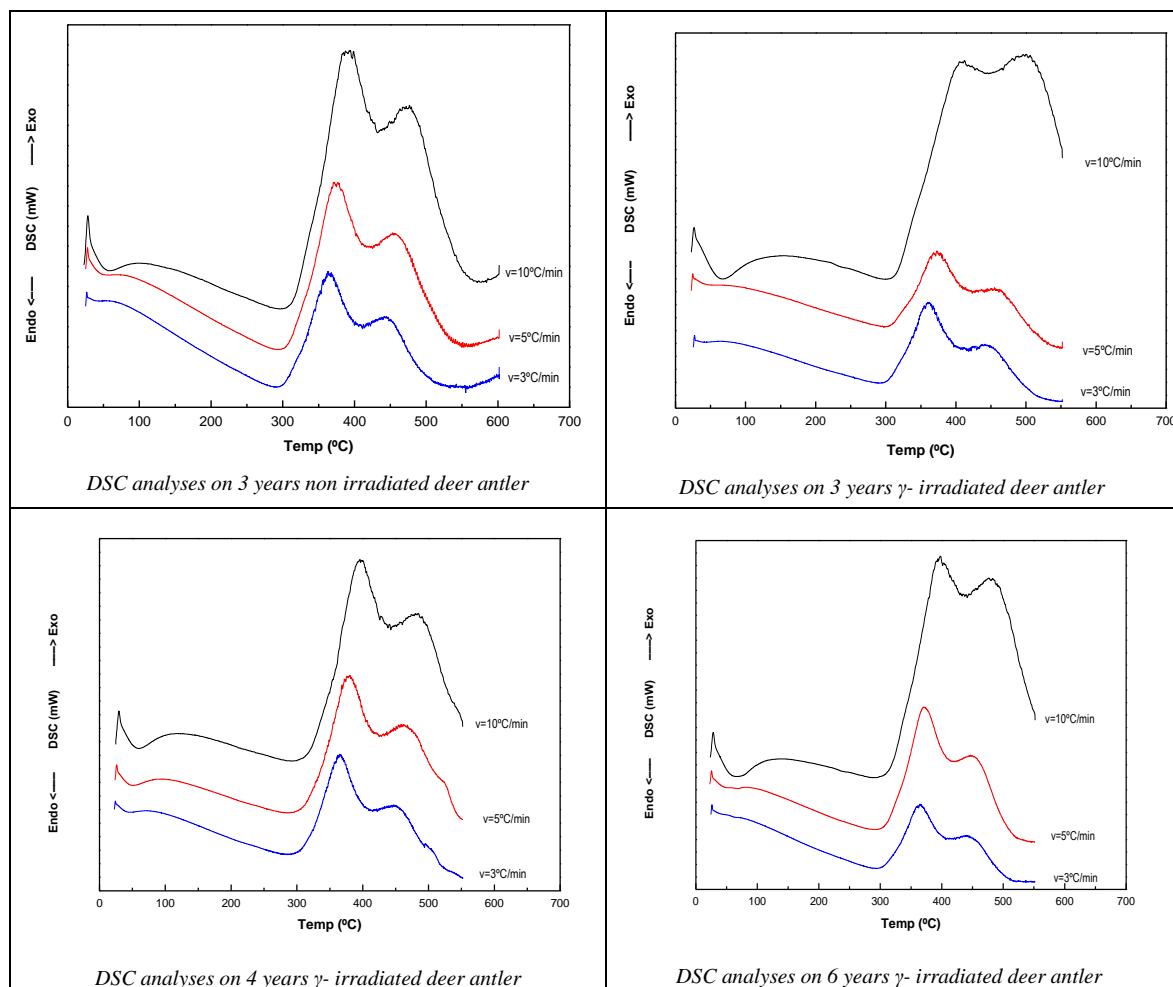 Endo <----- DSC (mW) ----> Exo
v=10ºC/min
v=5ºC/min
v=3ºC/min
0 100 200 300 400 500 600 700
Temp (ºC)
DSC analyses on 3 years non irradiated deer antler
Endo <--- DSC (mW) ----> Exo
v=10ºC/min
v=5ºC/min
v=3ºC/min
0 100 200 300 400 500 600 700
Temp (ºC)
DSC analyses on 3 years γ- irradiated deer antler
Endo <----- DSC (mW) ----> Exo
v=10ºC/min
v=5ºC/min
v=3ºC/min
0 100 200 300 400 500 600 700
Temp (ºC)
DSC analyses on 4 years γ- irradiated deer antler
Endo <----- DSC (mW) ----> Exo
v=10ºC/min
v=5ºC/min
v=3ºC/min
0 100 200 300 400 500 600 700
Temp (ºC)
DSC analyses on 6 years γ- irradiated deer antler